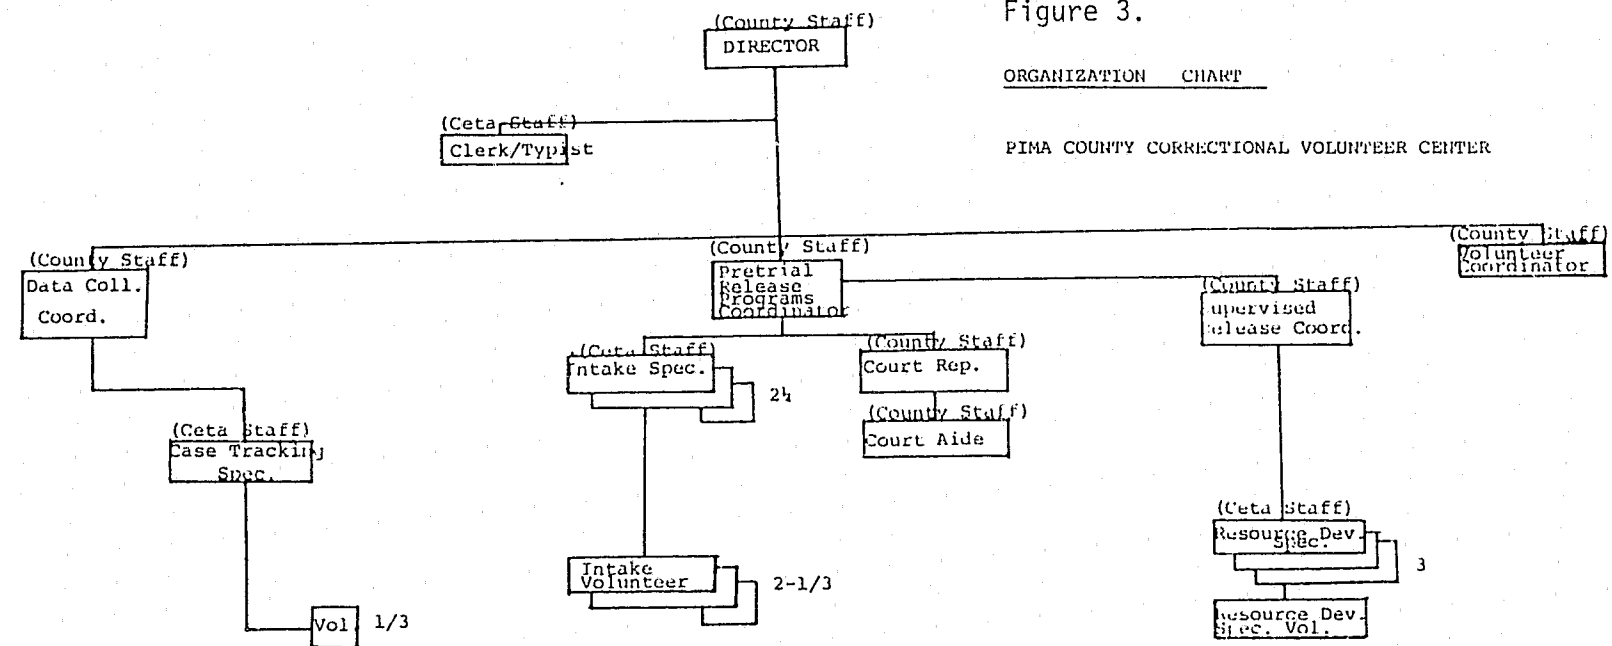 Figure 3.
(County Staff)
DIRECTOR
ORGANIZATION CHART
(Ceta Staff)
Clerk/Typist
PIMA COUNTY CORRECTIONAL VOLUNTEER CENTER
(County Staff)
Data Coll.
Coord.
(County Staff)
Pretrial
Release
Programs
Coordinator
(County Staff)
Volunteer
Coordinator
(County Staff)
upervised
elease Coord.
(Ceta Staff)
Intake Spec.
(County Staff)
Court Rep.
(County Staff)
Court Aide
(Ceta Staff)
Case Tracking
Spec.
Vol 1/3
Intake
Volunteer
2-1/3
(Ceta Staff)
Resource Dev.
Spec.
3
Resource Dev.
Spec. Vol.